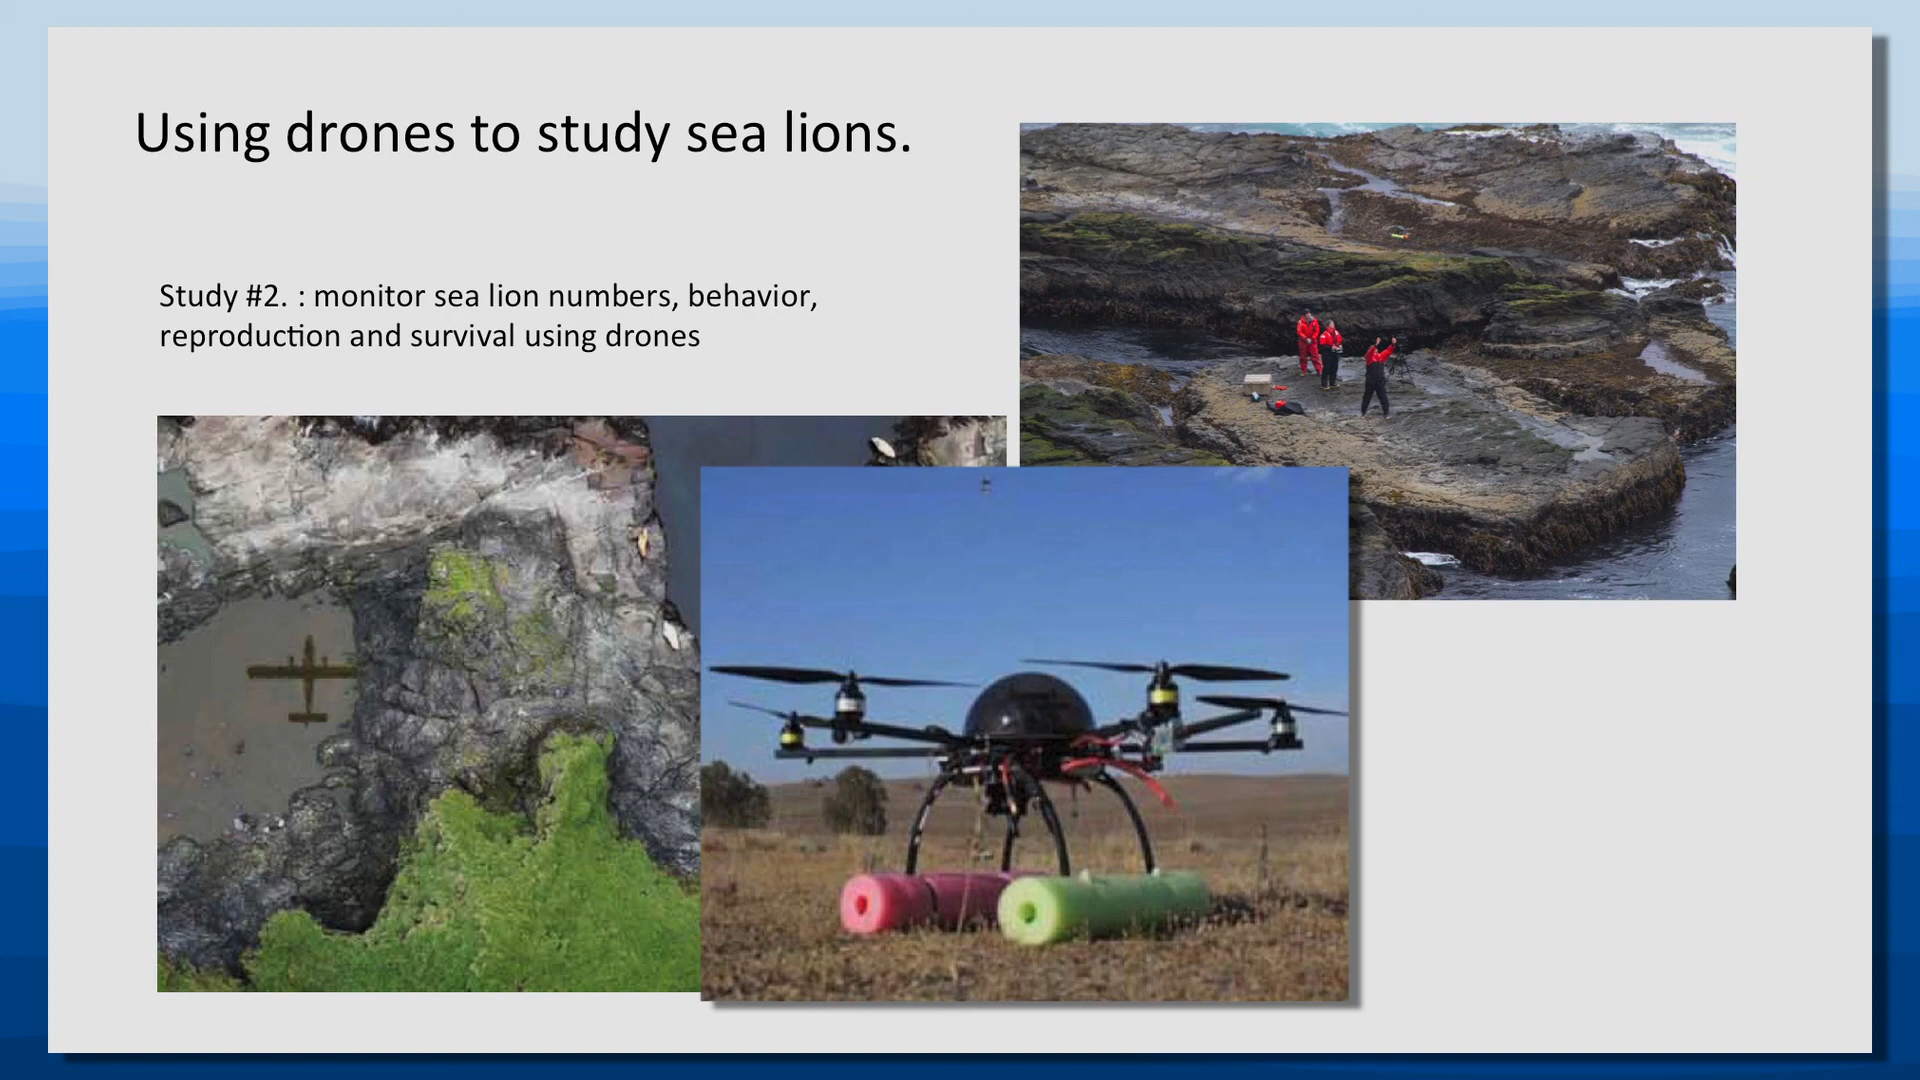 Using drones to study sea lions.
Study #2. : monitor sea lion numbers, behavior,
reproduction and survival using drones